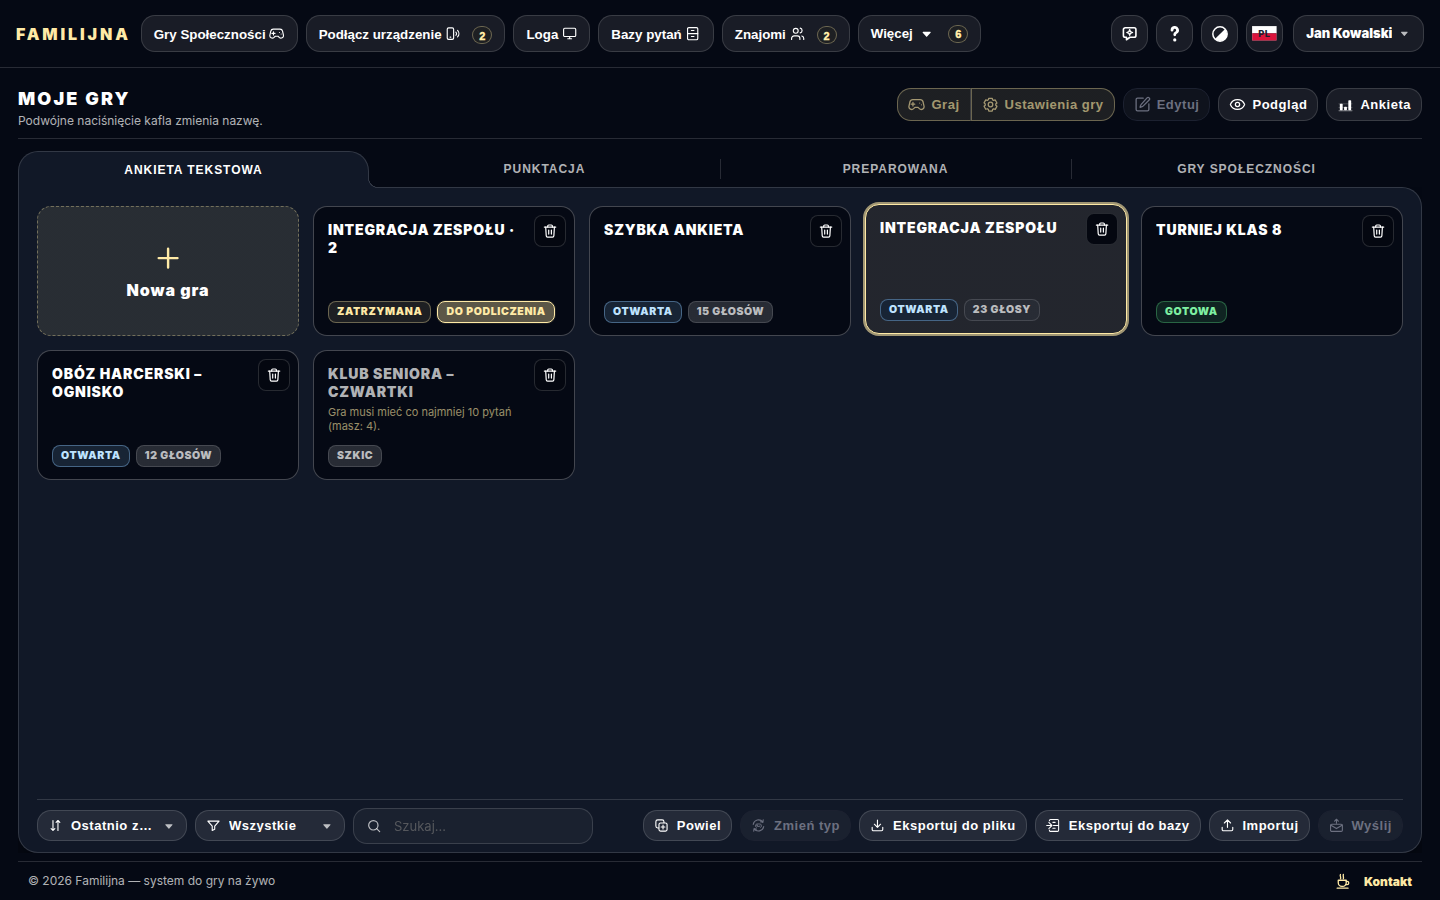 FAMILIJNA
Gry Społeczności
Podłącz urządzenie 2
Loga
Bazy pytań
Znajomi 2
Więcej 6
PL
Jan Kowalski
MOJE GRY
Podwójne naciśnięcie kafla zmienia nazwę.
Graj
Ustawienia gry
Edytuj
Podgląd
Ankieta
ANKIETA TEKSTOWA
PUNKTACJA
PREPAROWANA
GRY SPOŁECZNOŚCI
Nowa gra
INTEGRACJA ZESPOŁU ·
2
ZATRZYMANA
DO PODLICZENIA
SZYBKA ANKIETA
OTWARTA
15 GŁOSÓW
INTEGRACJA ZESPOŁU
OTWARTA
23 GŁOSY
TURNIEJ KLAS 8
GOTOWA
OBÓZ HARCERSKI –
OGNISKO
OTWARTA
12 GŁOSÓW
KLUB SENIORA –
CZWARTKI
Gra musi mieć co najmniej 10 pytań
(masz: 4).
SZKIC
Ostatnio z...
Wszystkie
Szukaj...
Powiel
Zmień typ
Eksportuj do pliku
Eksportuj do bazy
Importuj
Wyślij
© 2026 Familijna — system do gry na żywo
Kontakt